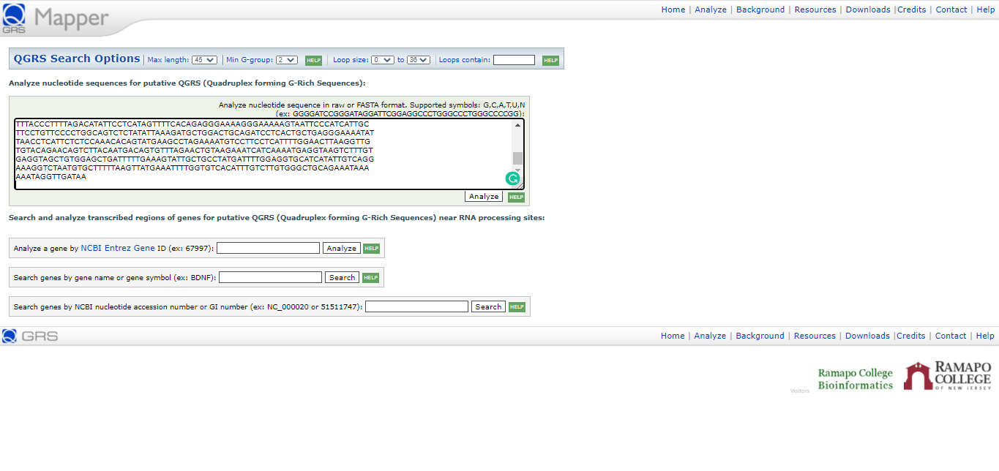 QGRS Mapper
Home | Analyze | Background | Resources | Downloads |Credits | Contact | Help
QGRS Search Options | Max length: 45 | Min G-group: 2 HELP | Loop size: 0 to 36 | Loops contain: HELP
Analyze nucleotide sequences for putative QGRS (Quadruplex forming G-Rich Sequences):
Analyze nucleotide sequence in raw or FASTA format. Supported symbols: G,C,A,T,U,N
(ex: GGGGATCCGGGATAGGATTCGGAGGCCCTGGGCCCTGGGCCCCGG):
TTTACCCTTTTAGACATATTCCTCATAGTTTTCACAGAGGGAAAAGGGAAAAAGTAATTCCCATCATTGC
TTCCTGTTCCCCTGGCAGTCTCTATATTAAAGATGCTGGACTGCAGATCCTCACTGCTGAGGGAAAATAT
TAACCTCATTCTCTCCAAACACAGTATGAAGCCTAGAAAATGTCCTTCCTCATTTTGGAACTTAAGGTTG
TGTACAGAACAGTCTTACAATGACAGTGTTTAGAACTGTAAGAAATCATCAAAATGAGGTAAGTCTTTGT
GAGGTAGCTGTGGAGCTGATTTTTGAAAGTATTGCTGCCTATGATTTTGGAGGTGCATCATATTGTCAGG
AAAGGTCTAATGTGCTTTTTAAGTTATGAAATTTTGGTGTCACATTTGTCTTGTGGGCTGCAGAAATAAA
AAATAGGTTGATAA
Analyze HELP
Search and analyze transcribed regions of genes for putative QGRS (Quadruplex forming G-Rich Sequences) near RNA processing sites:
Analyze a gene by NCBI Entrez Gene ID (ex: 67997): Analyze HELP
Search genes by gene name or gene symbol (ex: BDNF): Search HELP
Search genes by NCBI nucleotide accession number or GI number (ex: NC_000020 or 51511747): Search HELP
QGRS
Home | Analyze | Background | Resources | Downloads |Credits | Contact | Help
Visitors
Ramapo College
Bioinformatics
RAMAPO
COLLEGE
OF NEW JERSEY